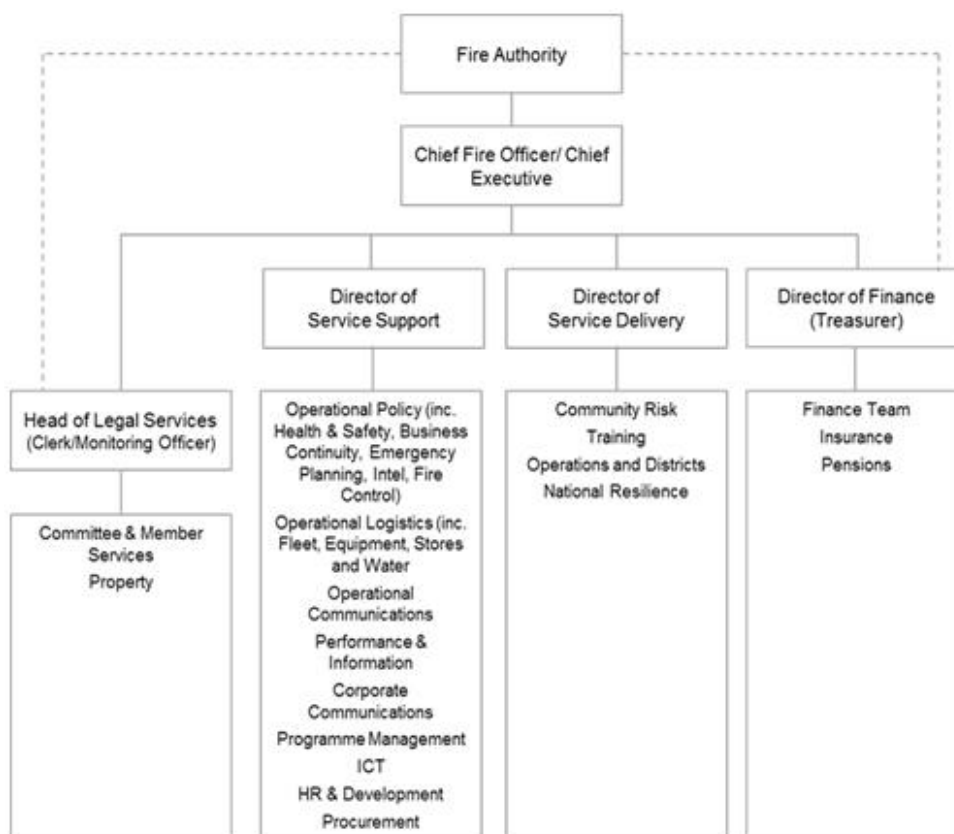 Fire Authority
Chief Fire Officer/ Chief
Executive
Director of
Service Support
Director of
Service Delivery
Director of Finance
(Treasurer)
Head of Legal Services
(Clerk/Monitoring Officer)
Committee & Member
Services
Property
Operational Policy (inc.
Health & Safety, Business
Continuity, Emergency
Planning, Intel, Fire
Control)
Operational Logistics (inc.
Fleet, Equipment, Stores
and Water
Operational
Communications
Performance &
Information
Corporate
Communications
Programme Management
ICT
HR & Development
Procurement
Community Risk
Training
Operations and Districts
National Resilience
Finance Team
Insurance
Pensions